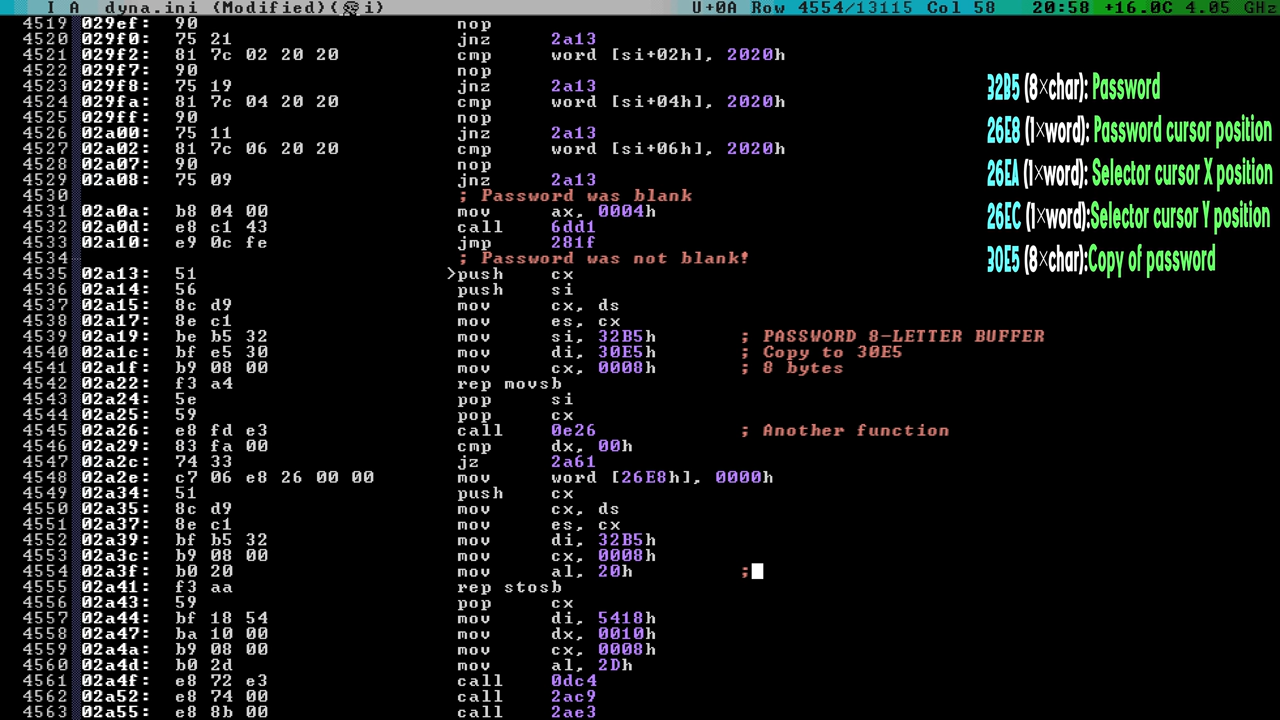 I A dyna.ini (Modified)(i) U+0A Row 4554/13115 Col 58 20:58 +16.0C 4.05 GHz
4519 029ef: 90 nop
4520 029f0: 75 21 jnz 2a13
4521 029f2: 81 7c 02 20 20 cmp word [si+02h], 2020h
4522 029f7: 90 nop
4523 029f8: 75 19 jnz 2a13
4524 029fa: 81 7c 04 20 20 cmp word [si+04h], 2020h
4525 029ff: 90 nop
4526 02a00: 75 11 jnz 2a13
4527 02a02: 81 7c 06 20 20 cmp word [si+06h], 2020h
4528 02a07: 90 nop
4529 02a08: 75 09 jnz 2a13
4530 ; Password was blank
4531 02a0a: b8 04 00 mov ax, 0004h
4532 02a0d: e8 c1 43 call 6dd1
4533 02a10: e9 0c fe jmp 281f
4534 ; Password was not blank!
4535 02a13: 51 >push cx
4536 02a14: 56 push si
4537 02a15: 8c d9 mov cx, ds
4538 02a17: 8e c1 mov es, cx
4539 02a19: be b5 32 mov si, 32B5h ; PASSWORD 8-LETTER BUFFER
4540 02a1c: bf e5 30 mov di, 30E5h ; Copy to 30E5
4541 02a1f: b9 08 00 mov cx, 0008h ; 8 bytes
4542 02a22: f3 a4 rep movsb
4543 02a24: 5e pop si
4544 02a25: 59 pop cx
4545 02a26: e8 fd e3 call 0e26 ; Another function
4546 02a29: 83 fa 00 cmp dx, 00h
4547 02a2c: 74 33 jz 2a61
4548 02a2e: c7 06 e8 26 00 00 mov word [26E8h], 0000h
4549 02a34: 51 push cx
4550 02a35: 8c d9 mov cx, ds
4551 02a37: 8e c1 mov es, cx
4552 02a39: bf b5 32 mov di, 32B5h
4553 02a3c: b9 08 00 mov cx, 0008h
4554 02a3f: b0 20 mov al, 20h ;
4555 02a41: f3 aa rep stosb
4556 02a43: 59 pop cx
4557 02a44: bf 18 54 mov di, 5418h
4558 02a47: ba 10 00 mov dx, 0010h
4559 02a4a: b9 08 00 mov cx, 0008h
4560 02a4d: b0 2d mov al, 2Dh
4561 02a4f: e8 72 e3 call 0dc4
4562 02a52: e8 74 00 call 2ac9
4563 02a55: e8 8b 00 call 2ae3
32B5 (8×char): Password
26E8 (1×word): Password cursor position
26EA (1×word): Selector cursor X position
26EC (1×word):Selector cursor Y position
30E5 (8×char):Copy of password